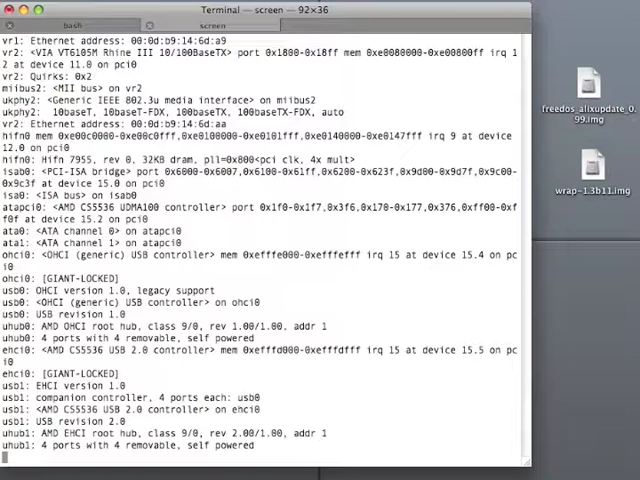 Terminal — screen — 92×36
bash
screen
vr1: Ethernet address: 00:0d:b9:14:6d:a9
vr2: <VIA VT6105M Rhine III 10/100BaseTX> port 0x1800-0x18ff mem 0xe0080000-0xe00800ff irq 1
2 at device 11.0 on pci0
vr2: Quirks: 0x2
miibus2: <MII bus> on vr2
ukphy2: <Generic IEEE 802.3u media interface> on miibus2
ukphy2:  10baseT, 10baseT-FDX, 100baseTX, 100baseTX-FDX, auto
vr2: Ethernet address: 00:0d:b9:14:6d:aa
hifn0 mem 0xe00c0000-0xe00c0fff,0xe0100000-0xe0101fff,0xe0140000-0xe0147fff irq 9 at device
12.0 on pci0
hifn0: Hifn 7955, rev 0, 32KB dram, pll=0x800<pci clk, 4x mult>
isab0: <PCI-ISA bridge> port 0x6000-0x6007,0x6100-0x61ff,0x6200-0x623f,0x9d00-0x9d7f,0x9c00-
0x9c3f at device 15.0 on pci0
isa0: <ISA bus> on isab0
atapci0: <AMD CS5536 UDMA100 controller> port 0x1f0-0x1f7,0x3f6,0x170-0x177,0x376,0xff00-0xf
f0f at device 15.2 on pci0
ata0: <ATA channel 0> on atapci0
ata1: <ATA channel 1> on atapci0
ohci0: <OHCI (generic) USB controller> mem 0xefffe000-0xefffefff irq 15 at device 15.4 on pc
i0
ohci0: [GIANT-LOCKED]
usb0: OHCI version 1.0, legacy support
usb0: <OHCI (generic) USB controller> on ohci0
usb0: USB revision 1.0
uhub0: AMD OHCI root hub, class 9/0, rev 1.00/1.00, addr 1
uhub0: 4 ports with 4 removable, self powered
ehci0: <AMD CS5536 USB 2.0 controller> mem 0xefffd000-0xefffdfff irq 15 at device 15.5 on pc
i0
ehci0: [GIANT-LOCKED]
usb1: EHCI version 1.0
usb1: companion controller, 4 ports each: usb0
usb1: <AMD CS5536 USB 2.0 controller> on ehci0
usb1: USB revision 2.0
uhub1: AMD EHCI root hub, class 9/0, rev 2.00/1.00, addr 1
uhub1: 4 ports with 4 removable, self powered
freedos_alixupdate_0.
99.img
wrap-1.3b11.img